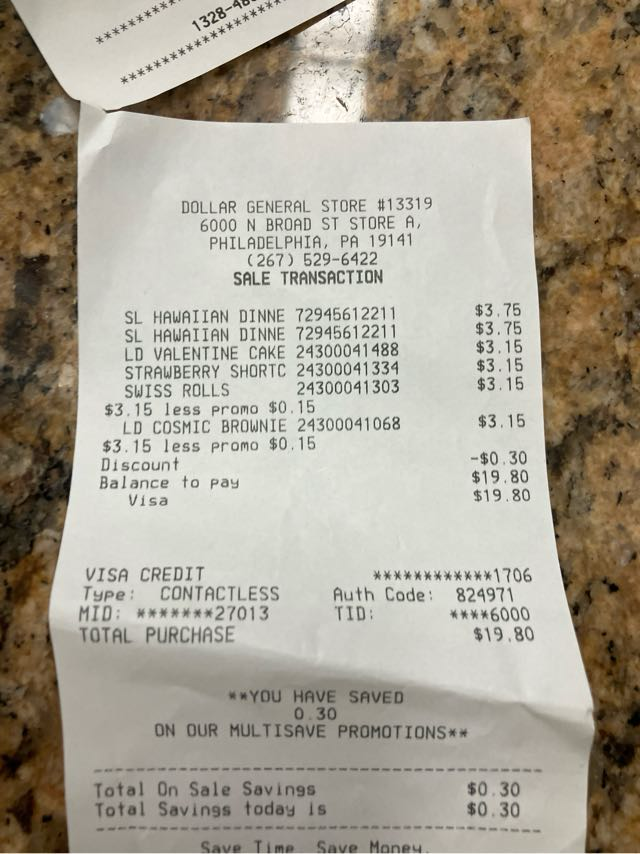 DOLLAR GENERAL STORE #13319
6000 N BROAD ST STORE A,
PHILADELPHIA, PA 19141
(267) 529-6422
SALE TRANSACTION
SL HAWAIIAN DINNE 72945612211 $3.75
SL HAWAIIAN DINNE 72945612211 $3.75
LD VALENTINE CAKE 24300041488 $3.15
STRAWBERRY SHORTC 24300041334 $3.15
SWISS ROLLS 24300041303 $3.15
$3.15 less promo $0.15
LD COSMIC BROWNIE 24300041068 $3.15
$3.15 less promo $0.15
Discount -$0.30
Balance to pay $19.80
Visa $19.80
VISA CREDIT ************1706
Type: CONTACTLESS Auth Code: 824971
MID: *******27013 TID: ****6000
TOTAL PURCHASE $19.80
**YOU HAVE SAVED
0.30
ON OUR MULTISAVE PROMOTIONS**
Total On Sale Savings $0.30
Total Savings today is $0.30
Save Time. Save Money.